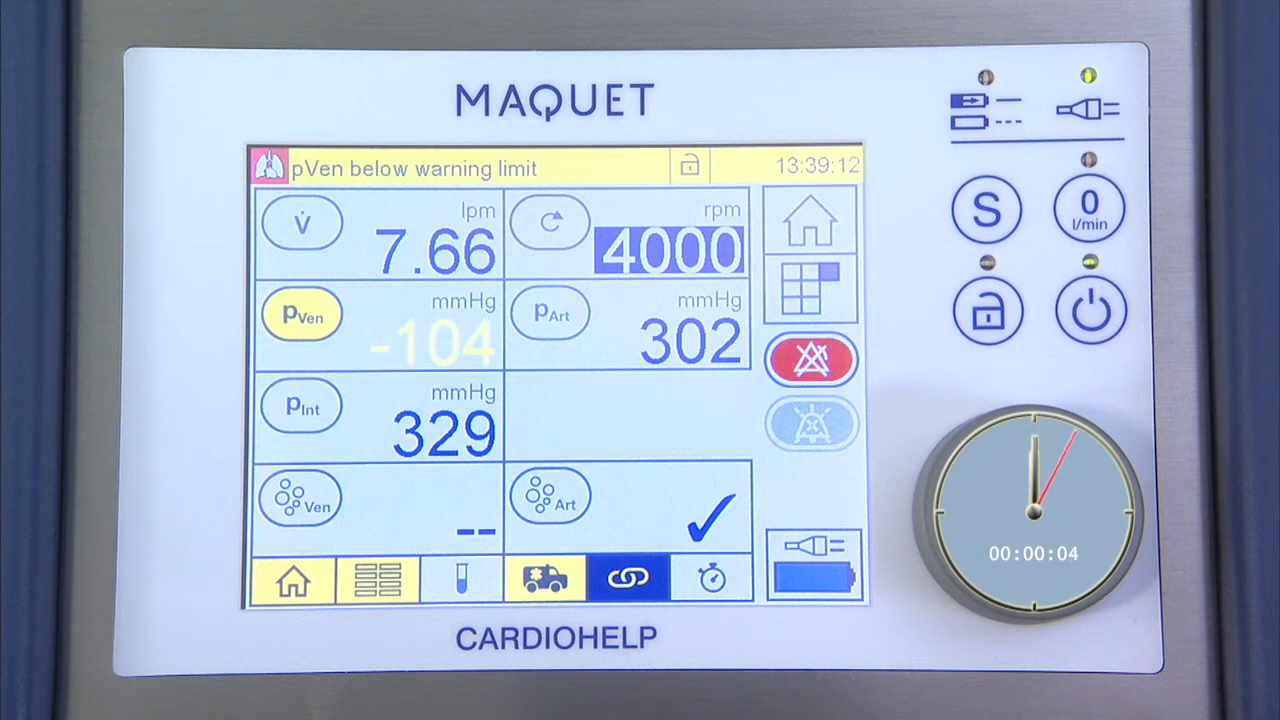 MAQUET
pVen below warning limit 13:39:12
V̇ lpm 7.66
rpm 4000
pVen mmHg -104
pArt mmHg 302
pInt mmHg 329
Ven --
Art
S
0 l/min
00:00:04
CARDIOHELP